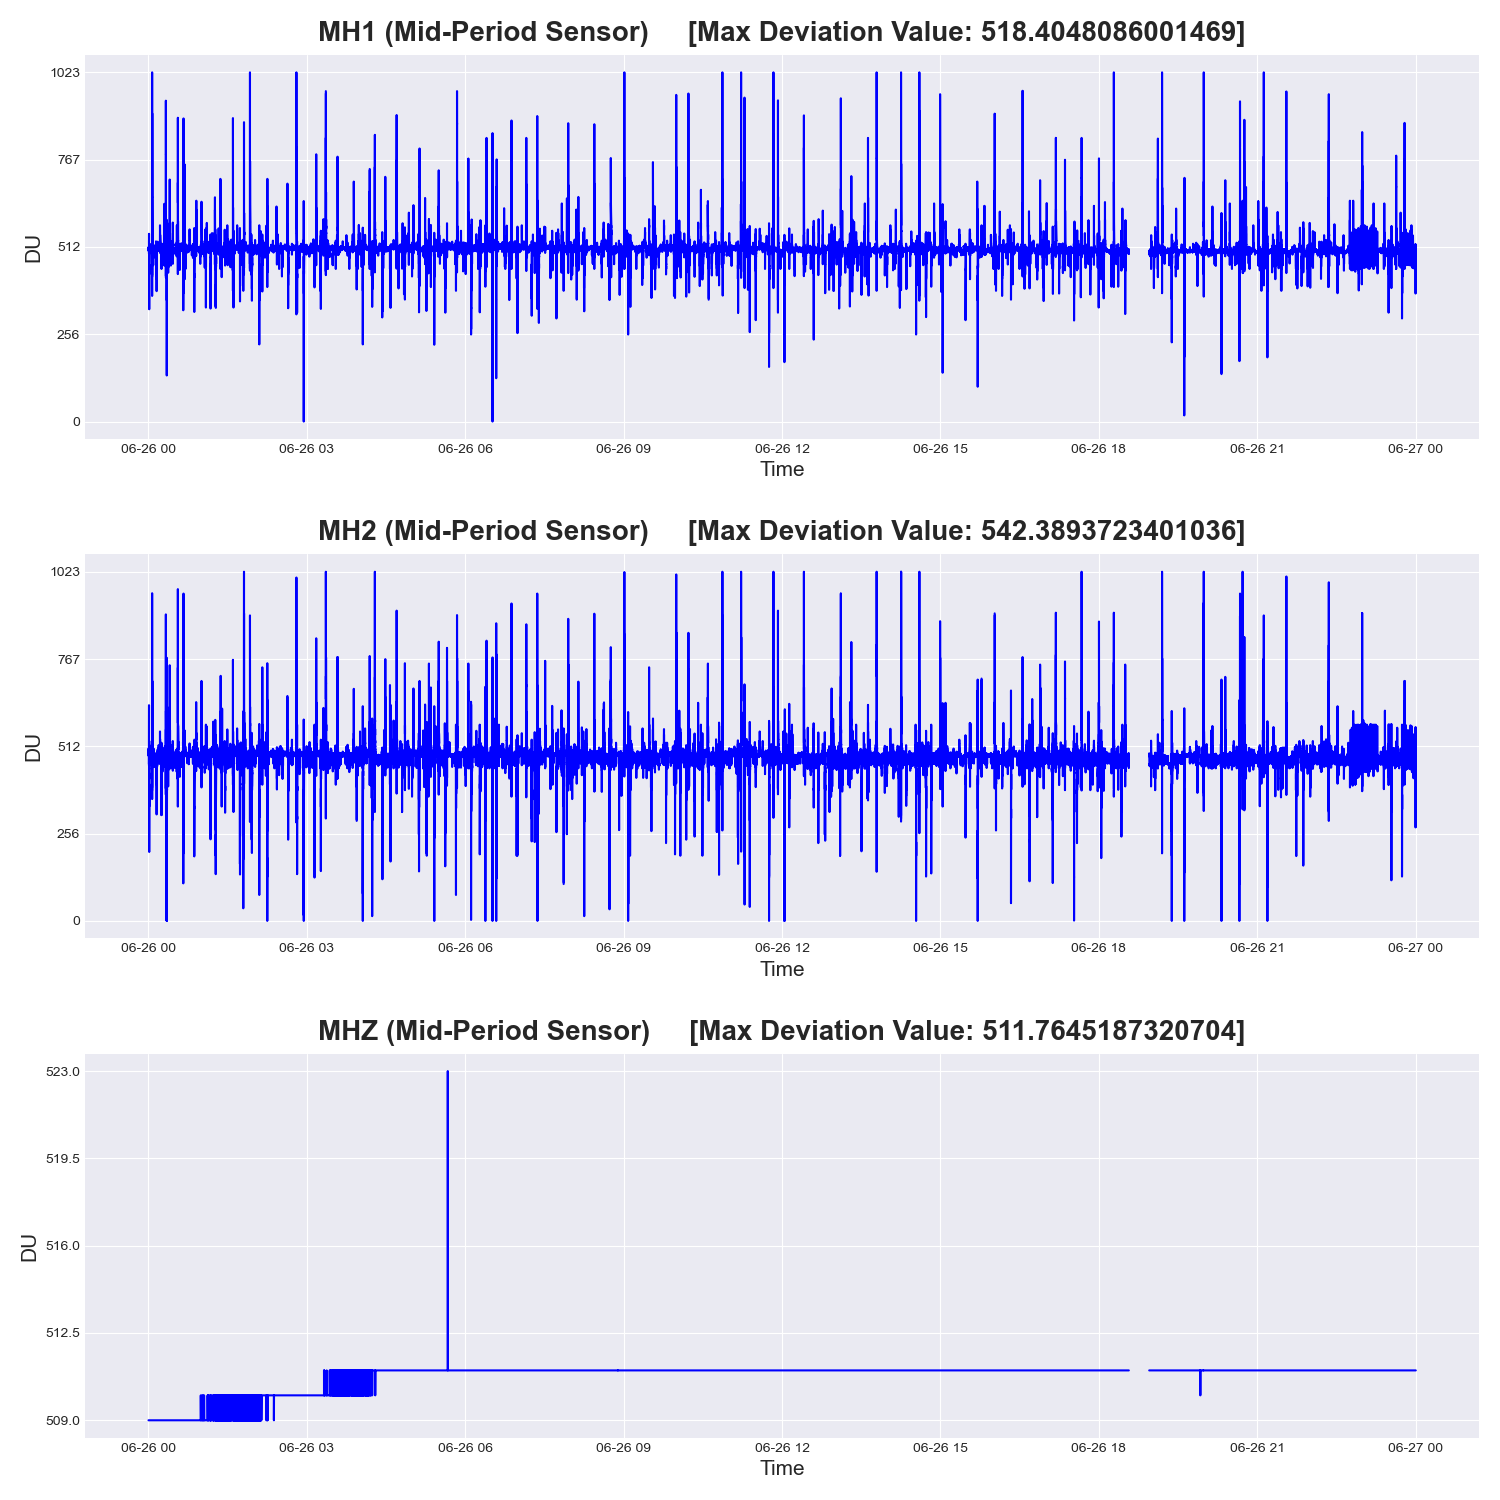 MH1 (Mid-Period Sensor) [Max Deviation Value: 518.4048086001469]
1023
767
512
256
0
DU
06-26 00 06-26 03 06-26 06 06-26 09 06-26 12 06-26 15 06-26 18 06-26 21 06-27 00
Time
MH2 (Mid-Period Sensor) [Max Deviation Value: 542.3893723401036]
1023
767
512
256
0
DU
06-26 00 06-26 03 06-26 06 06-26 09 06-26 12 06-26 15 06-26 18 06-26 21 06-27 00
Time
MHZ (Mid-Period Sensor) [Max Deviation Value: 511.7645187320704]
523.0
519.5
516.0
512.5
509.0
DU
06-26 00 06-26 03 06-26 06 06-26 09 06-26 12 06-26 15 06-26 18 06-26 21 06-27 00
Time